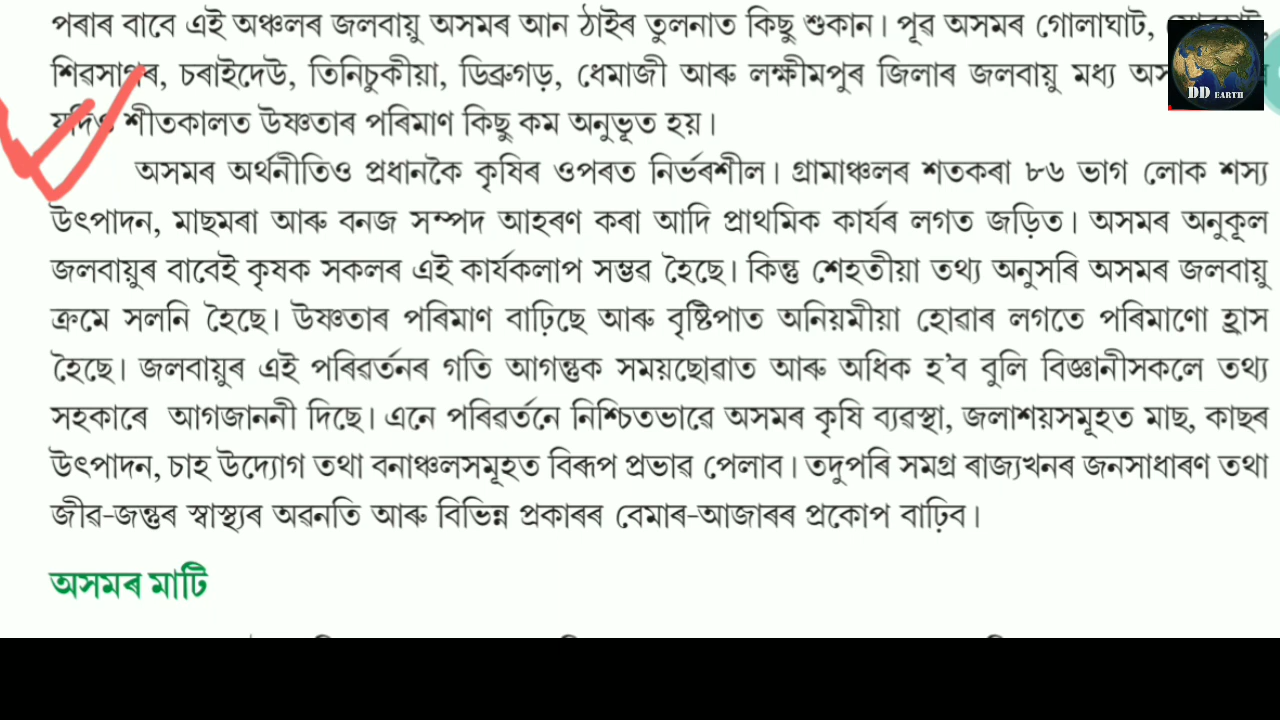 পৰাৰ বাবে এই অঞ্চলৰ জলবায়ু অসমৰ আন ঠাইৰ তুলনাত কিছু শুকান। পূৱ অসমৰ গোলাঘাট,
শিৱসাগৰ, চৰাইদেউ, তিনিচুকীয়া, ডিব্ৰুগড়, ধেমাজী আৰু লক্ষীমপুৰ জিলাৰ জলবায়ু মধ্য
যদিও শীতকালত উষ্ণতাৰ পৰিমাণ কিছু কম অনুভূত হয়।
অসমৰ অৰ্থনীতিও প্ৰধানকৈ কৃষিৰ ওপৰত নিৰ্ভৰশীল। গ্ৰামাঞ্চলৰ শতকৰা ৮৬ ভাগ লোক শস্য
উৎপাদন, মাছমৰা আৰু বনজ সম্পদ আহৰণ কৰা আদি প্ৰাথমিক কাৰ্যৰ লগত জড়িত। অসমৰ অনুকূল
জলবায়ুৰ বাবেই কৃষক সকলৰ এই কাৰ্যকলাপ সম্ভৱ হৈছে। কিন্তু শেহতীয়া তথ্য অনুসৰি অসমৰ জলবায়ু
ক্ৰমে সলনি হৈছে। উষ্ণতাৰ পৰিমাণ বাঢ়িছে আৰু বৃষ্টিপাত অনিয়মীয়া হোৱাৰ লগতে পৰিমাণো হ্ৰাস
হৈছে। জলবায়ুৰ এই পৰিৱৰ্তনৰ গতি আগন্তুক সময়ছোৱাত আৰু অধিক হ'ব বুলি বিজ্ঞানীসকলে তথ্য
সহকাৰে আগজাননী দিছে। এনে পৰিৱৰ্তনে নিশ্চিতভাৱে অসমৰ কৃষি ব্যৱস্থা, জলাশয়সমূহত মাছ, কাছৰ
উৎপাদন, চাহ উদ্যোগ তথা বনাঞ্চলসমূহত বিৰূপ প্ৰভাৱ পেলাব। তদুপৰি সমগ্ৰ ৰাজ্যখনৰ জনসাধাৰণ তথা
জীৱ-জন্তুৰ স্বাস্থ্যৰ অৱনতি আৰু বিভিন্ন প্ৰকাৰৰ বেমাৰ-আজাৰৰ প্ৰকোপ বাঢ়িব।
অসমৰ মাটি
DD EARTH